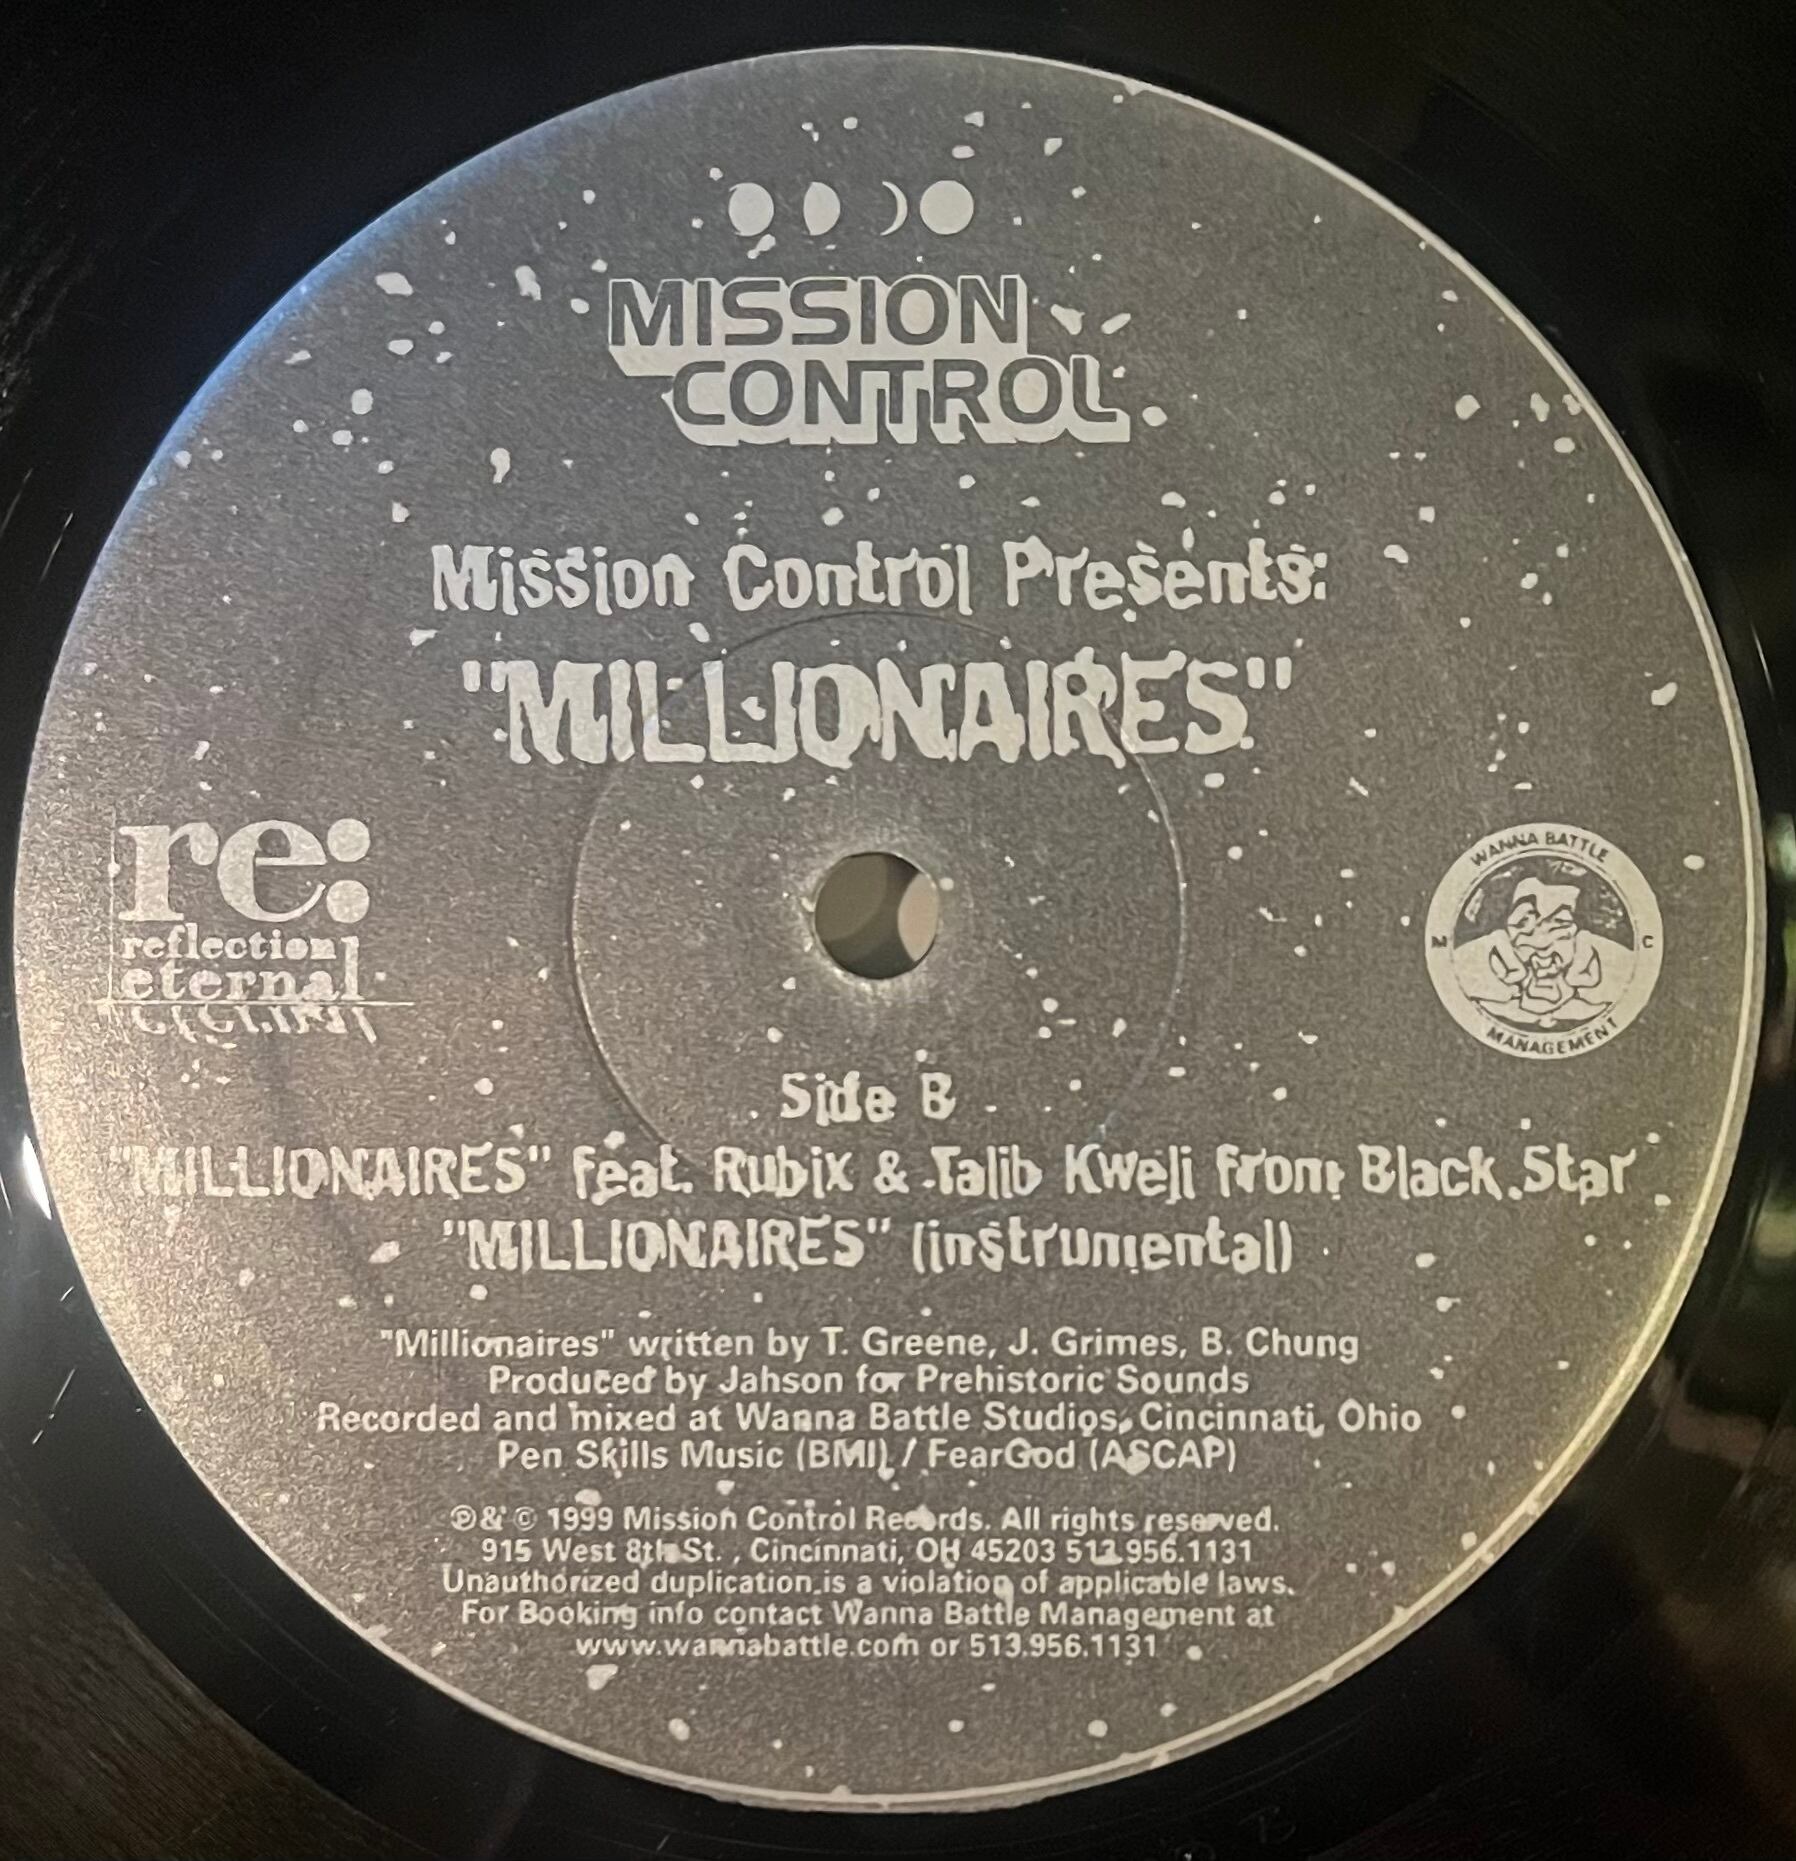 MISSION
CONTROL
Mission Control Presents:
"MILLIONAIRES"
re:
reflection
eternal
WANNA BATTLE
M C
MANAGEMENT
Side B
"MILLIONAIRES" feat. Rubix & Talib Kweli from Black Star
"MILLIONAIRES" (instrumental)
"Millionaires" written by T. Greene, J. Grimes, B. Chung
Produced by Jahson for Prehistoric Sounds
Recorded and mixed at Wanna Battle Studios, Cincinnati, Ohio
Pen Skills Music (BMI) / FearGod (ASCAP)
℗& © 1999 Mission Control Records. All rights reserved.
915 West 8th St. , Cincinnati, OH 45203 513.956.1131
Unauthorized duplication is a violation of applicable laws.
For Booking info contact Wanna Battle Management at
www.wannabattle.com or 513.956.1131